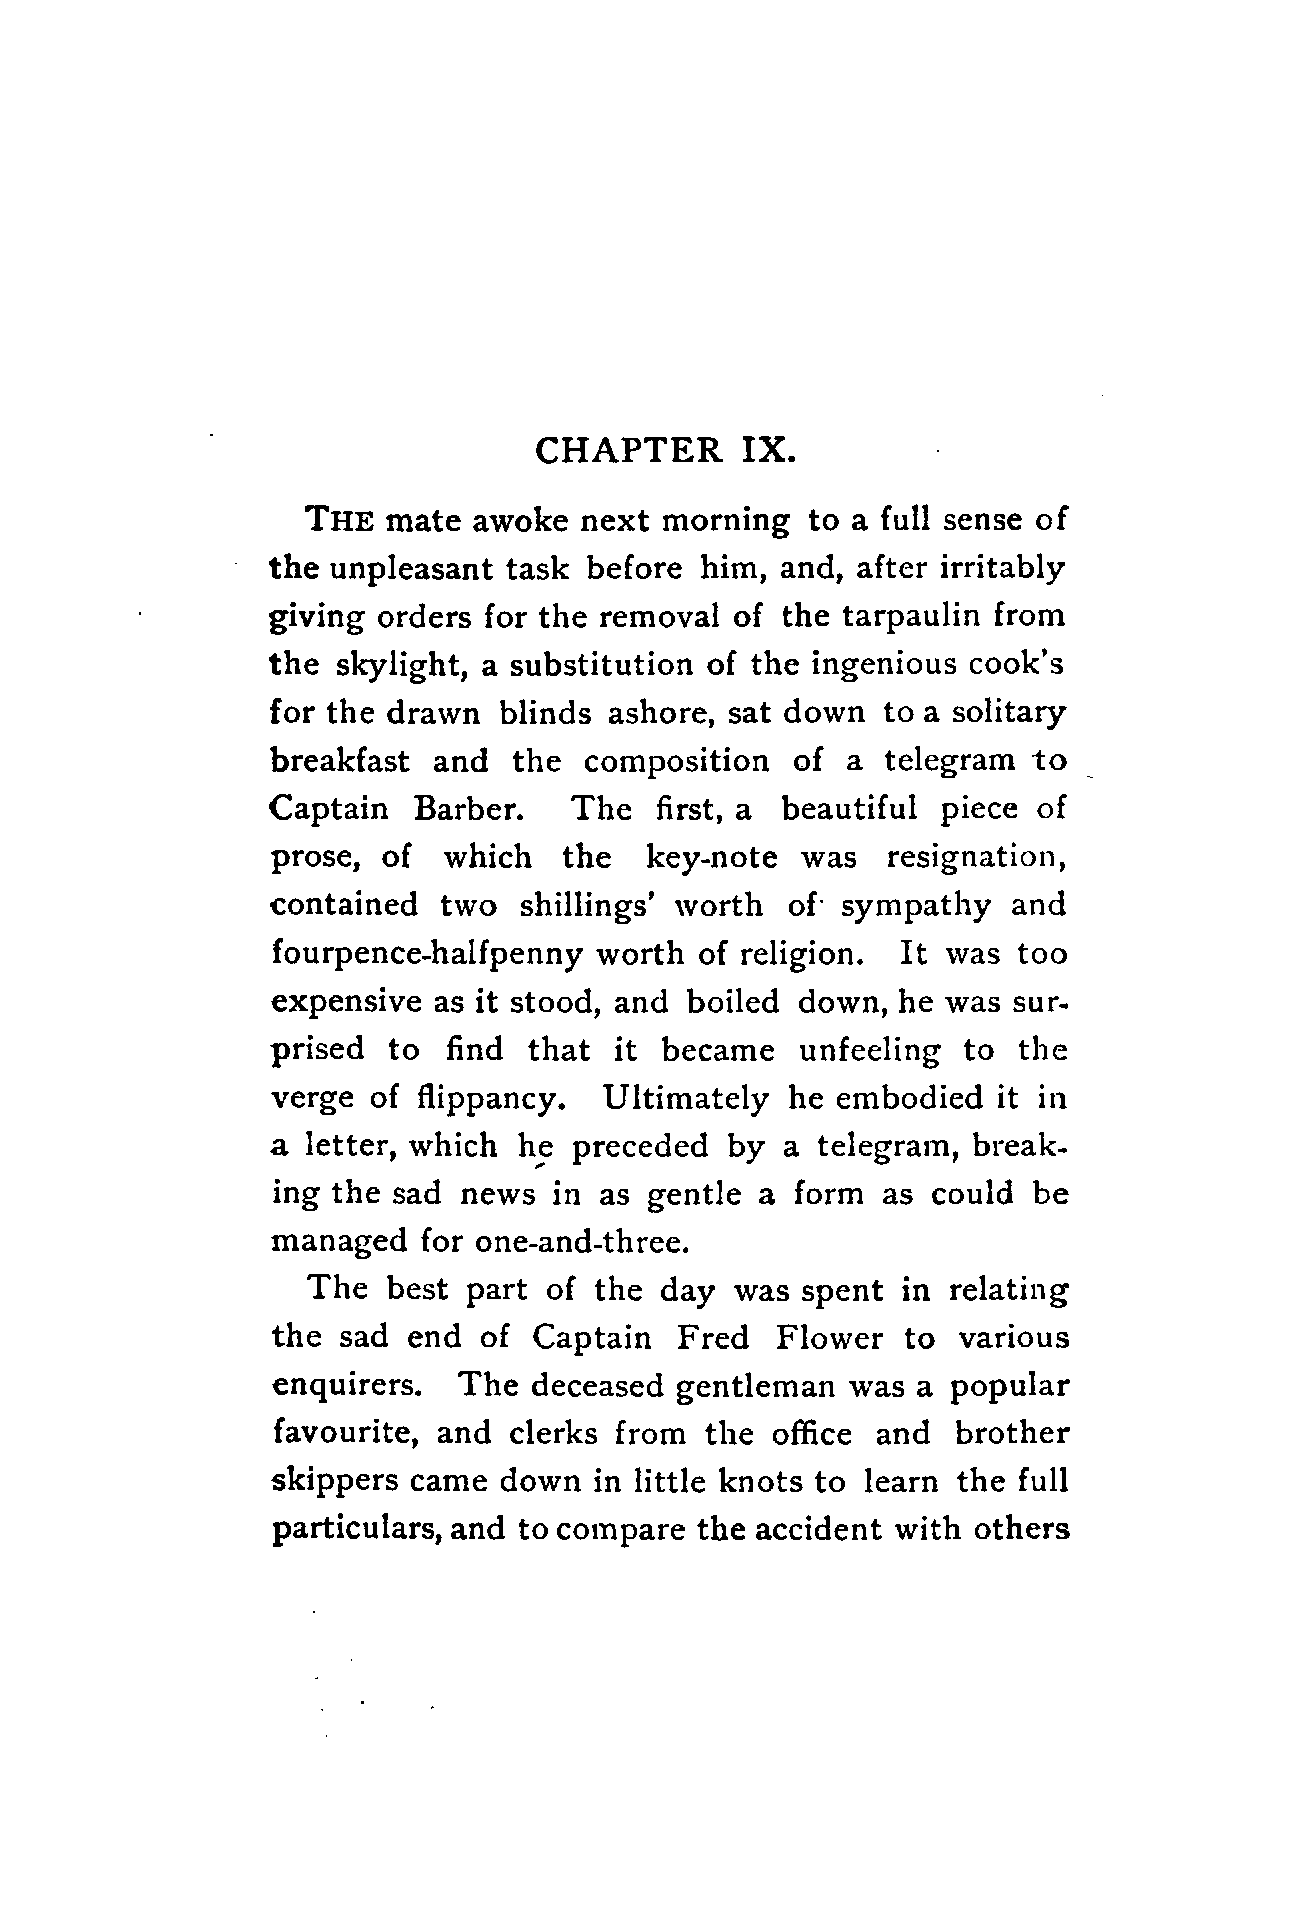 CHAPTER IX.
THE mate awoke next morning to a full sense of
the unpleasant task before him, and, after irritably
giving orders for the removal of the tarpaulin from
the skylight, a substitution of the ingenious cook's
for the drawn blinds ashore, sat down to a solitary
breakfast and the composition of a telegram to
Captain Barber. The first, a beautiful piece of
prose, of which the key-note was resignation,
contained two shillings' worth of sympathy and
fourpence-halfpenny worth of religion. It was too
expensive as it stood, and boiled down, he was sur-
prised to find that it became unfeeling to the
verge of flippancy. Ultimately he embodied it in
a letter, which he preceded by a telegram, break-
ing the sad news in as gentle a form as could be
managed for one-and-three.
The best part of the day was spent in relating
the sad end of Captain Fred Flower to various
enquirers. The deceased gentleman was a popular
favourite, and clerks from the office and brother
skippers came down in little knots to learn the full
particulars, and to compare the accident with others